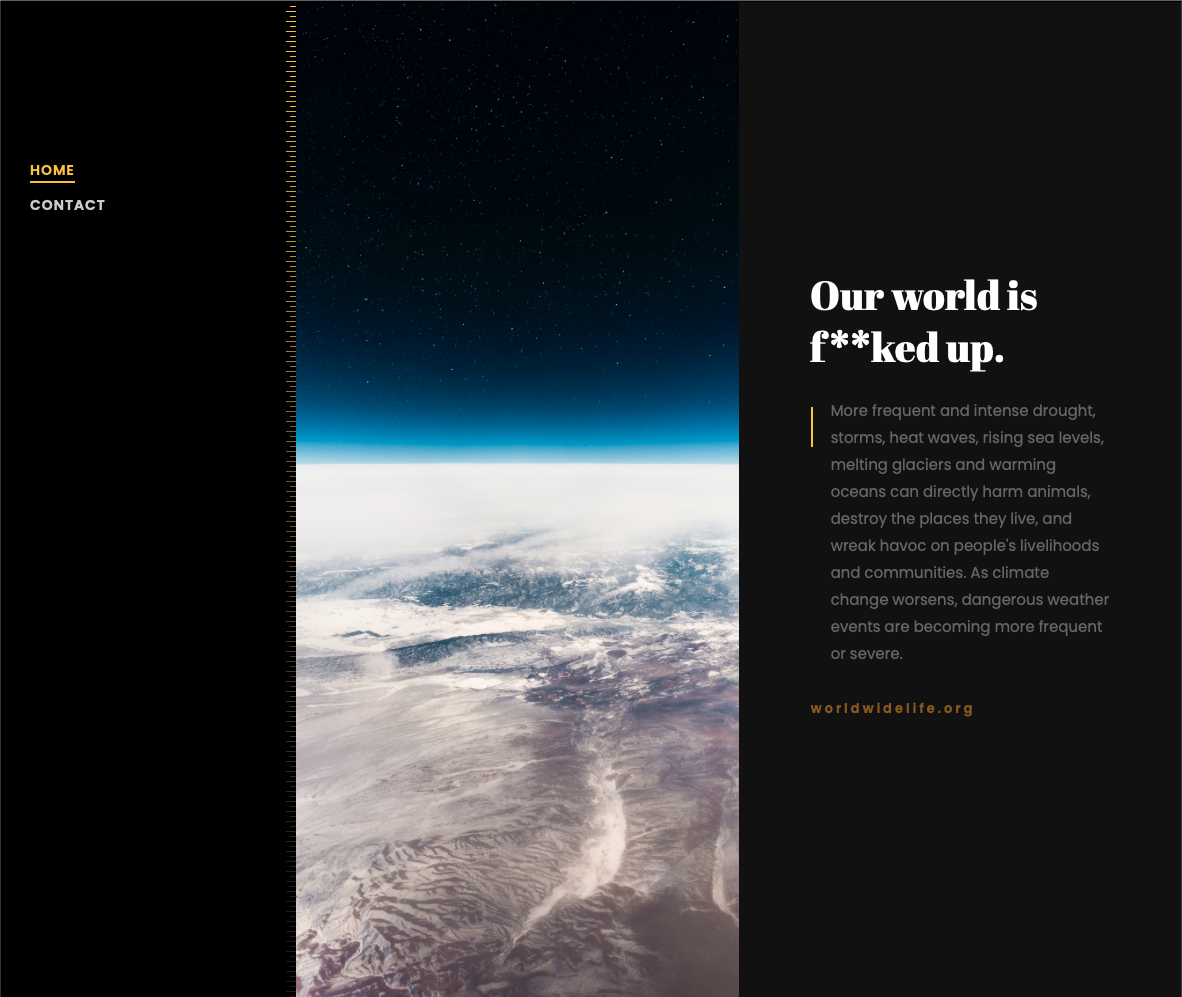 HOME
CONTACT
Our world is
f**ked up.
More frequent and intense drought,
storms, heat waves, rising sea levels,
melting glaciers and warming
oceans can directly harm animals,
destroy the places they live, and
wreak havoc on people's livelihoods
and communities. As climate
change worsens, dangerous weather
events are becoming more frequent
or severe.
worldwidelife.org